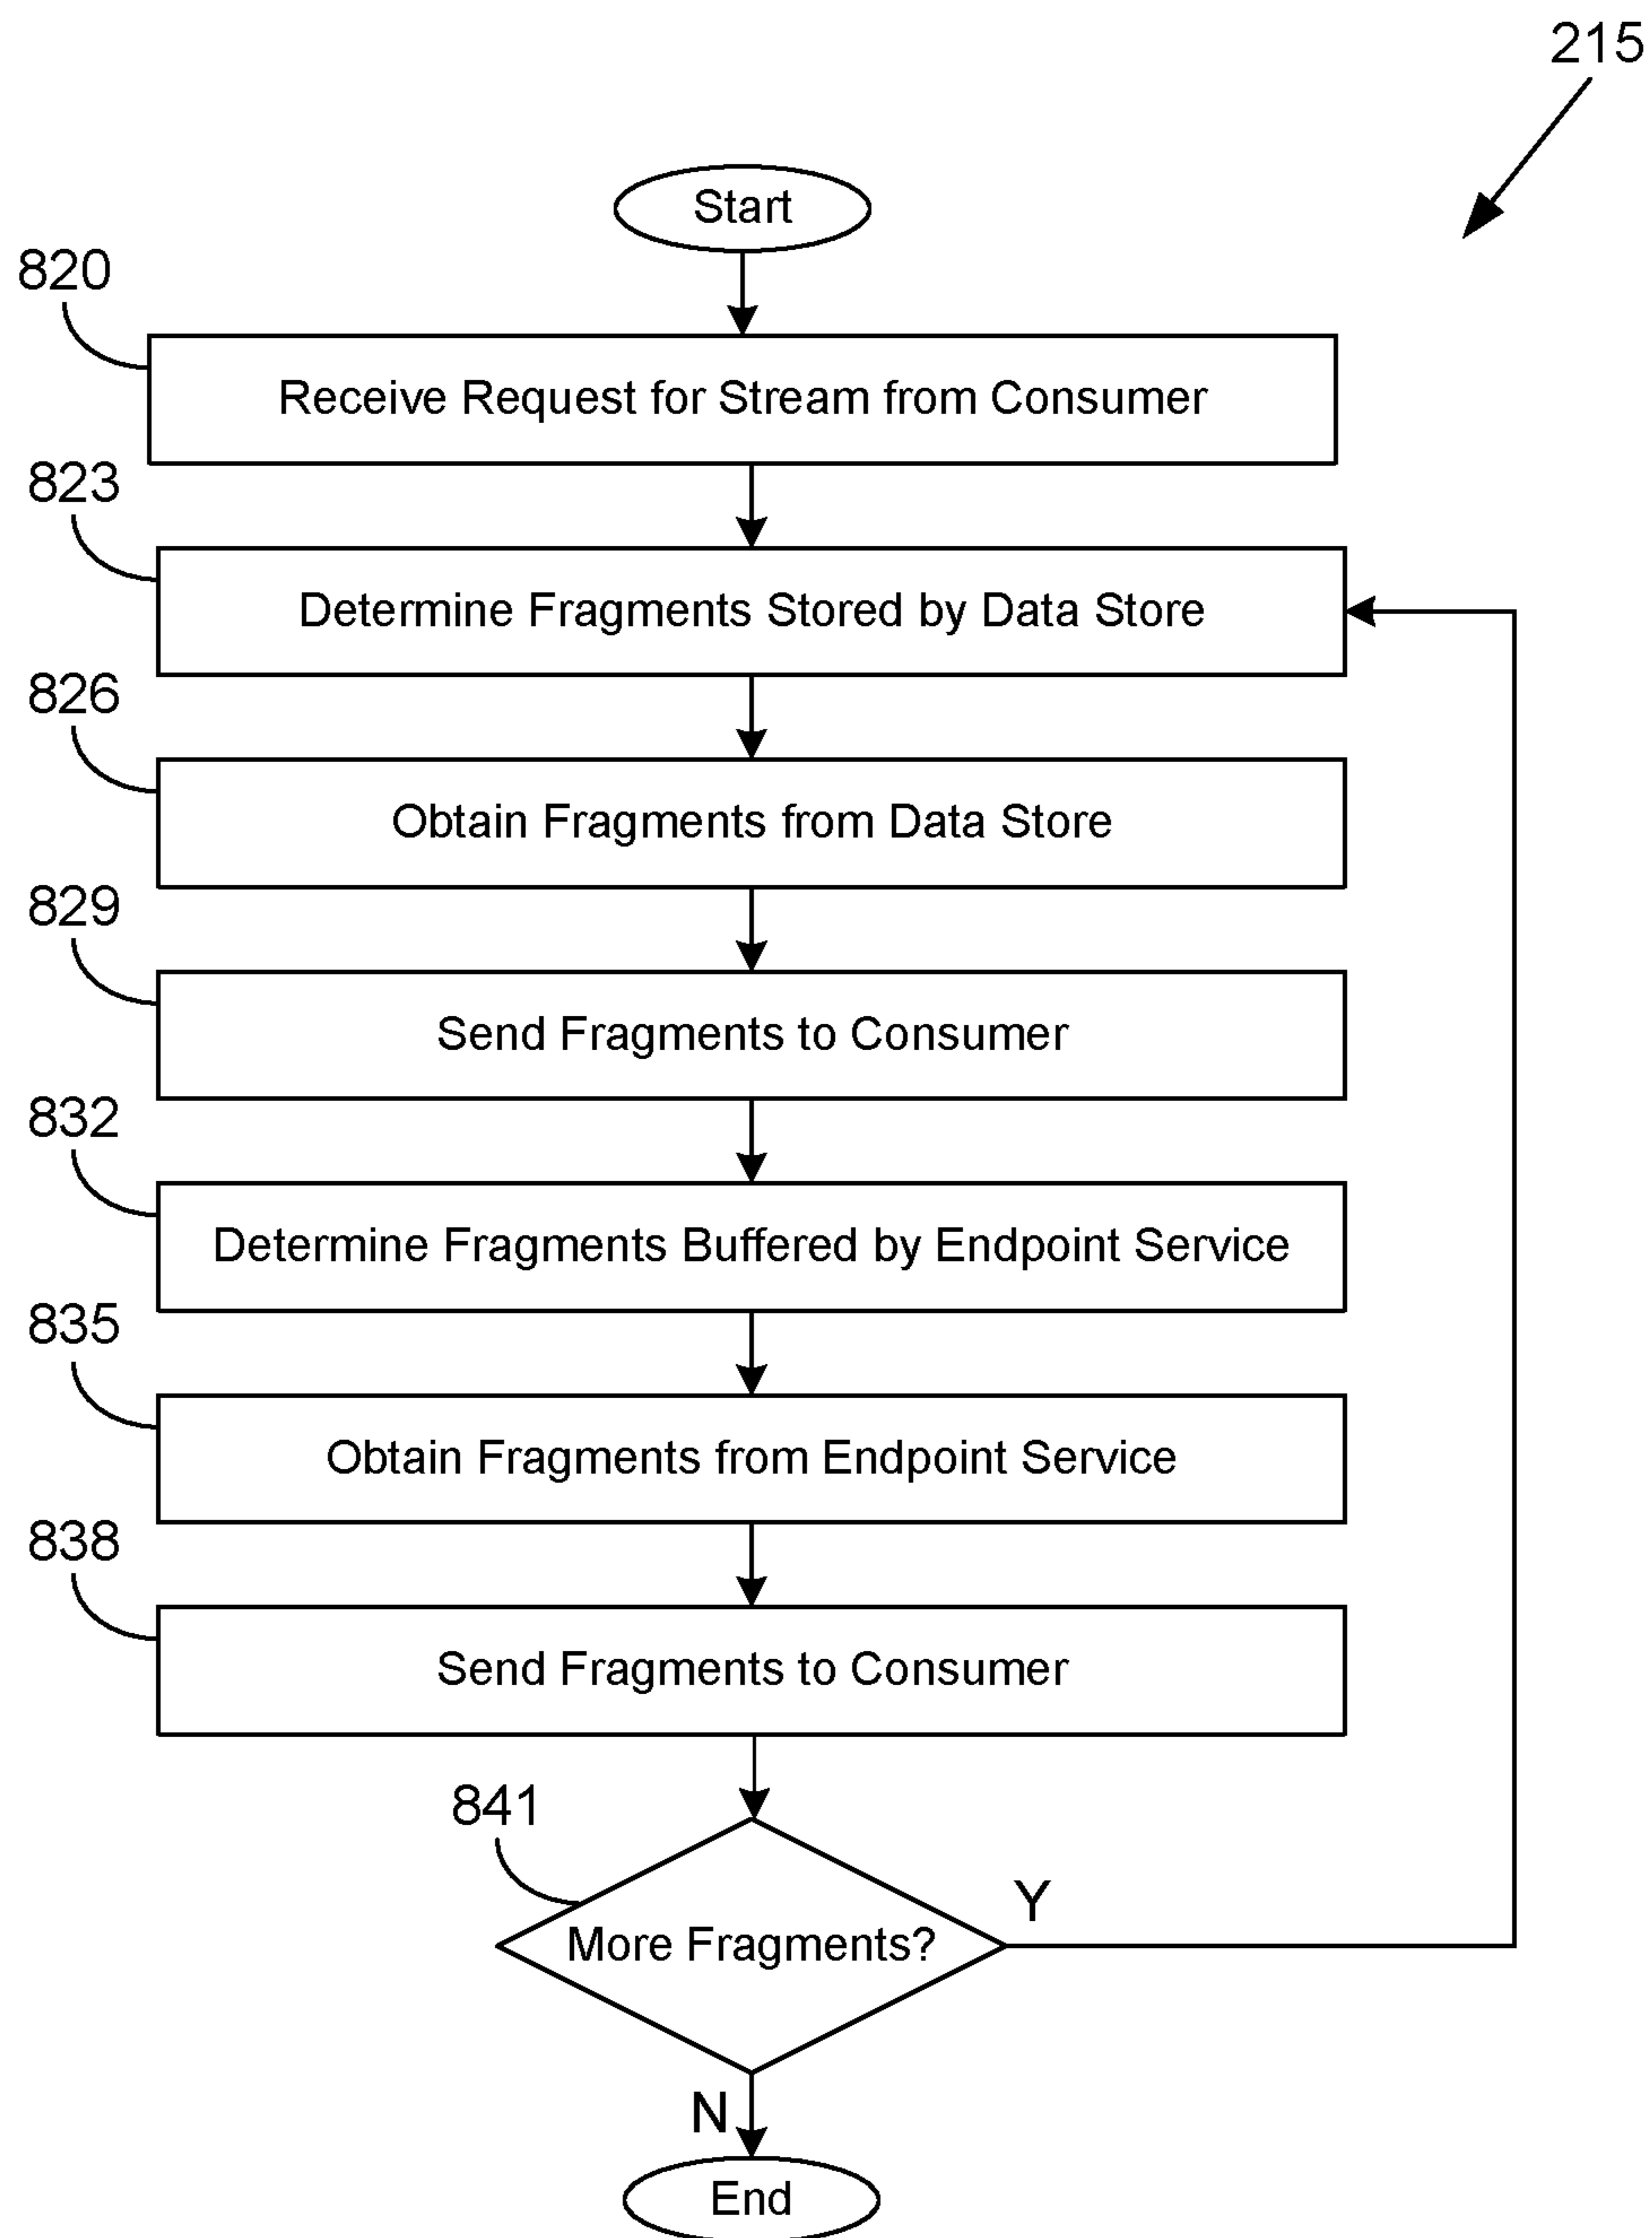 215
Start
820
Receive Request for Stream from Consumer
823
Determine Fragments Stored by Data Store
826
Obtain Fragments from Data Store
829
Send Fragments to Consumer
832
Determine Fragments Buffered by Endpoint Service
835
Obtain Fragments from Endpoint Service
838
Send Fragments to Consumer
841
More Fragments?
Y
N
End